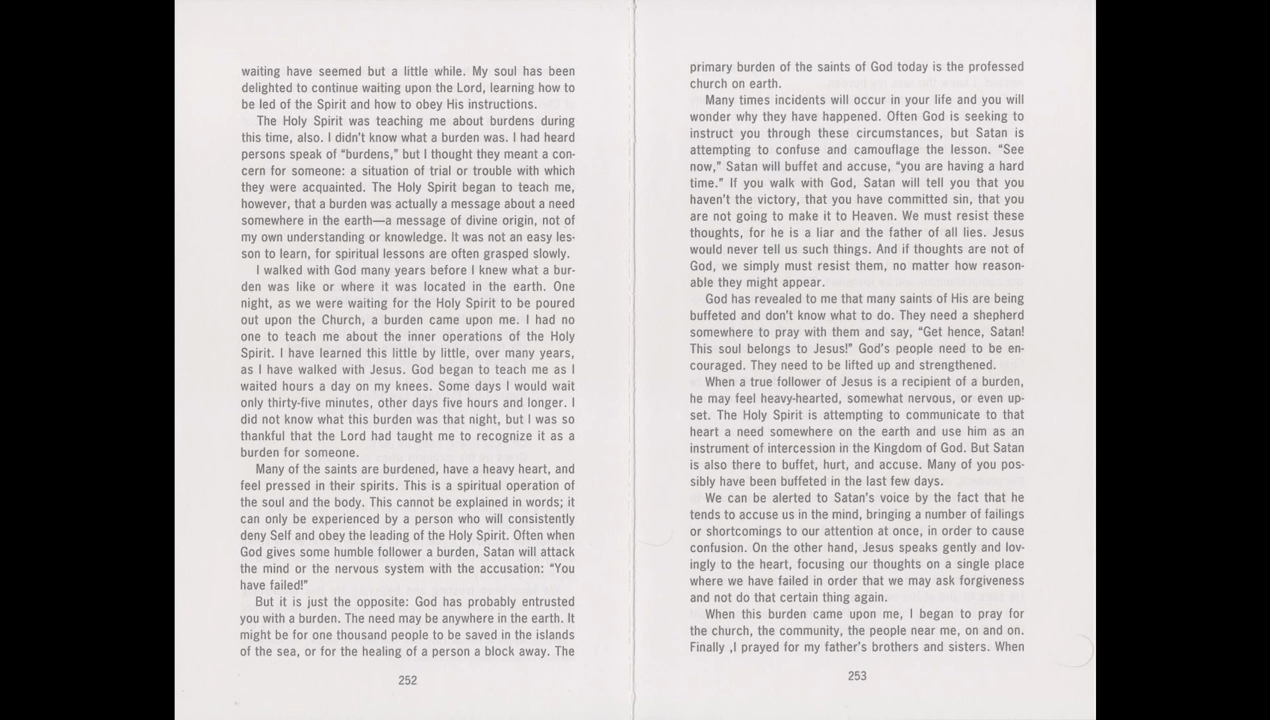 waiting have seemed but a little while. My soul has been
delighted to continue waiting upon the Lord, learning how to
be led of the Spirit and how to obey His instructions.
The Holy Spirit was teaching me about burdens during
this time, also. I didn't know what a burden was. I had heard
persons speak of “burdens,” but I thought they meant a con-
cern for someone: a situation of trial or trouble with which
they were acquainted. The Holy Spirit began to teach me,
however, that a burden was actually a message about a need
somewhere in the earth—a message of divine origin, not of
my own understanding or knowledge. It was not an easy les-
son to learn, for spiritual lessons are often grasped slowly.
I walked with God many years before I knew what a bur-
den was like or where it was located in the earth. One
night, as we were waiting for the Holy Spirit to be poured
out upon the Church, a burden came upon me. I had no
one to teach me about the inner operations of the Holy
Spirit. I have learned this little by little, over many years,
as I have walked with Jesus. God began to teach me as I
waited hours a day on my knees. Some days I would wait
only thirty-five minutes, other days five hours and longer. I
did not know what this burden was that night, but I was so
thankful that the Lord had taught me to recognize it as a
burden for someone.
Many of the saints are burdened, have a heavy heart, and
feel pressed in their spirits. This is a spiritual operation of
the soul and the body. This cannot be explained in words; it
can only be experienced by a person who will consistently
deny Self and obey the leading of the Holy Spirit. Often when
God gives some humble follower a burden, Satan will attack
the mind or the nervous system with the accusation: “You
have failed!”
But it is just the opposite: God has probably entrusted
you with a burden. The need may be anywhere in the earth. It
might be for one thousand people to be saved in the islands
of the sea, or for the healing of a person a block away. The
252
primary burden of the saints of God today is the professed
church on earth.
Many times incidents will occur in your life and you will
wonder why they have happened. Often God is seeking to
instruct you through these circumstances, but Satan is
attempting to confuse and camouflage the lesson. “See
now,” Satan will buffet and accuse, “you are having a hard
time.” If you walk with God, Satan will tell you that you
haven't the victory, that you have committed sin, that you
are not going to make it to Heaven. We must resist these
thoughts, for he is a liar and the father of all lies. Jesus
would never tell us such things. And if thoughts are not of
God, we simply must resist them, no matter how reason-
able they might appear.
God has revealed to me that many saints of His are being
buffeted and don't know what to do. They need a shepherd
somewhere to pray with them and say, “Get hence, Satan!
This soul belongs to Jesus!” God's people need to be en-
couraged. They need to be lifted up and strengthened.
When a true follower of Jesus is a recipient of a burden,
he may feel heavy-hearted, somewhat nervous, or even up-
set. The Holy Spirit is attempting to communicate to that
heart a need somewhere on the earth and use him as an
instrument of intercession in the Kingdom of God. But Satan
is also there to buffet, hurt, and accuse. Many of you pos-
sibly have been buffeted in the last few days.
We can be alerted to Satan's voice by the fact that he
tends to accuse us in the mind, bringing a number of failings
or shortcomings to our attention at once, in order to cause
confusion. On the other hand, Jesus speaks gently and lov-
ingly to the heart, focusing our thoughts on a single place
where we have failed in order that we may ask forgiveness
and not do that certain thing again.
When this burden came upon me, I began to pray for
the church, the community, the people near me, on and on.
Finally ,I prayed for my father's brothers and sisters. When
253